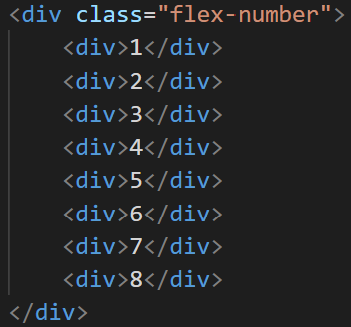 <div class="flex-number">
    <div>1</div>
    <div>2</div>
    <div>3</div>
    <div>4</div>
    <div>5</div>
    <div>6</div>
    <div>7</div>
    <div>8</div>
</div>